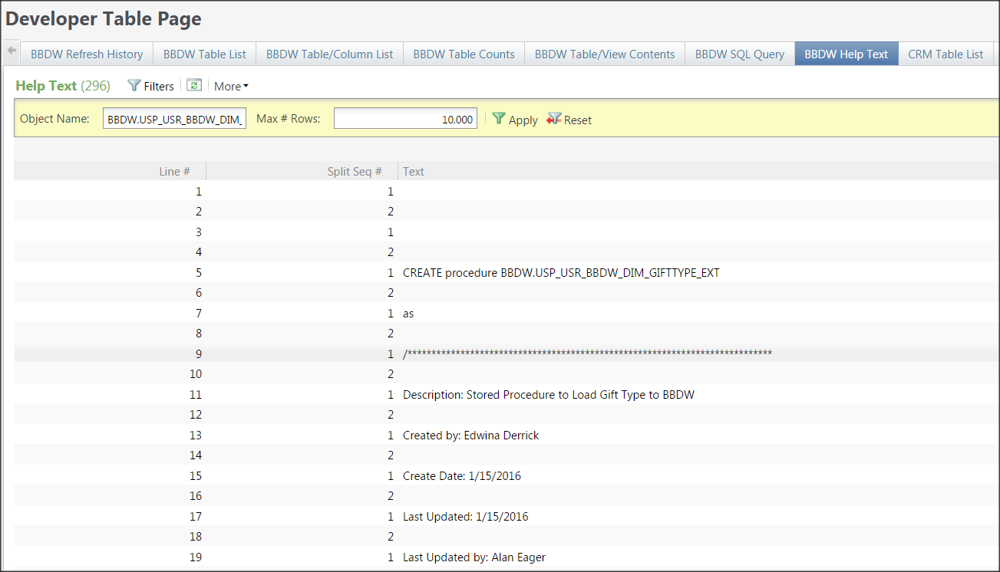 Developer Table Page
BBDW Refresh History BBDW Table List BBDW Table/Column List BBDW Table Counts BBDW Table/View Contents BBDW SQL Query BBDW Help Text CRM Table List
Help Text (296) Filters More
Object Name: BBDW.USP_USR_BBDW_DIM_ Max # Rows: 10,000 Apply Reset
Line # Split Seq # Text
1 1
2 2
3 1
4 2
5 1 CREATE procedure BBDW.USP_USR_BBDW_DIM_GIFTTYPE_EXT
6 2
7 1 as
8 2
9 1 /****************************************************************************
10 2
11 1 Description: Stored Procedure to Load Gift Type to BBDW
12 2
13 1 Created by: Edwina Derrick
14 2
15 1 Create Date: 1/15/2016
16 2
17 1 Last Updated: 1/15/2016
18 2
19 1 Last Updated by: Alan Eager